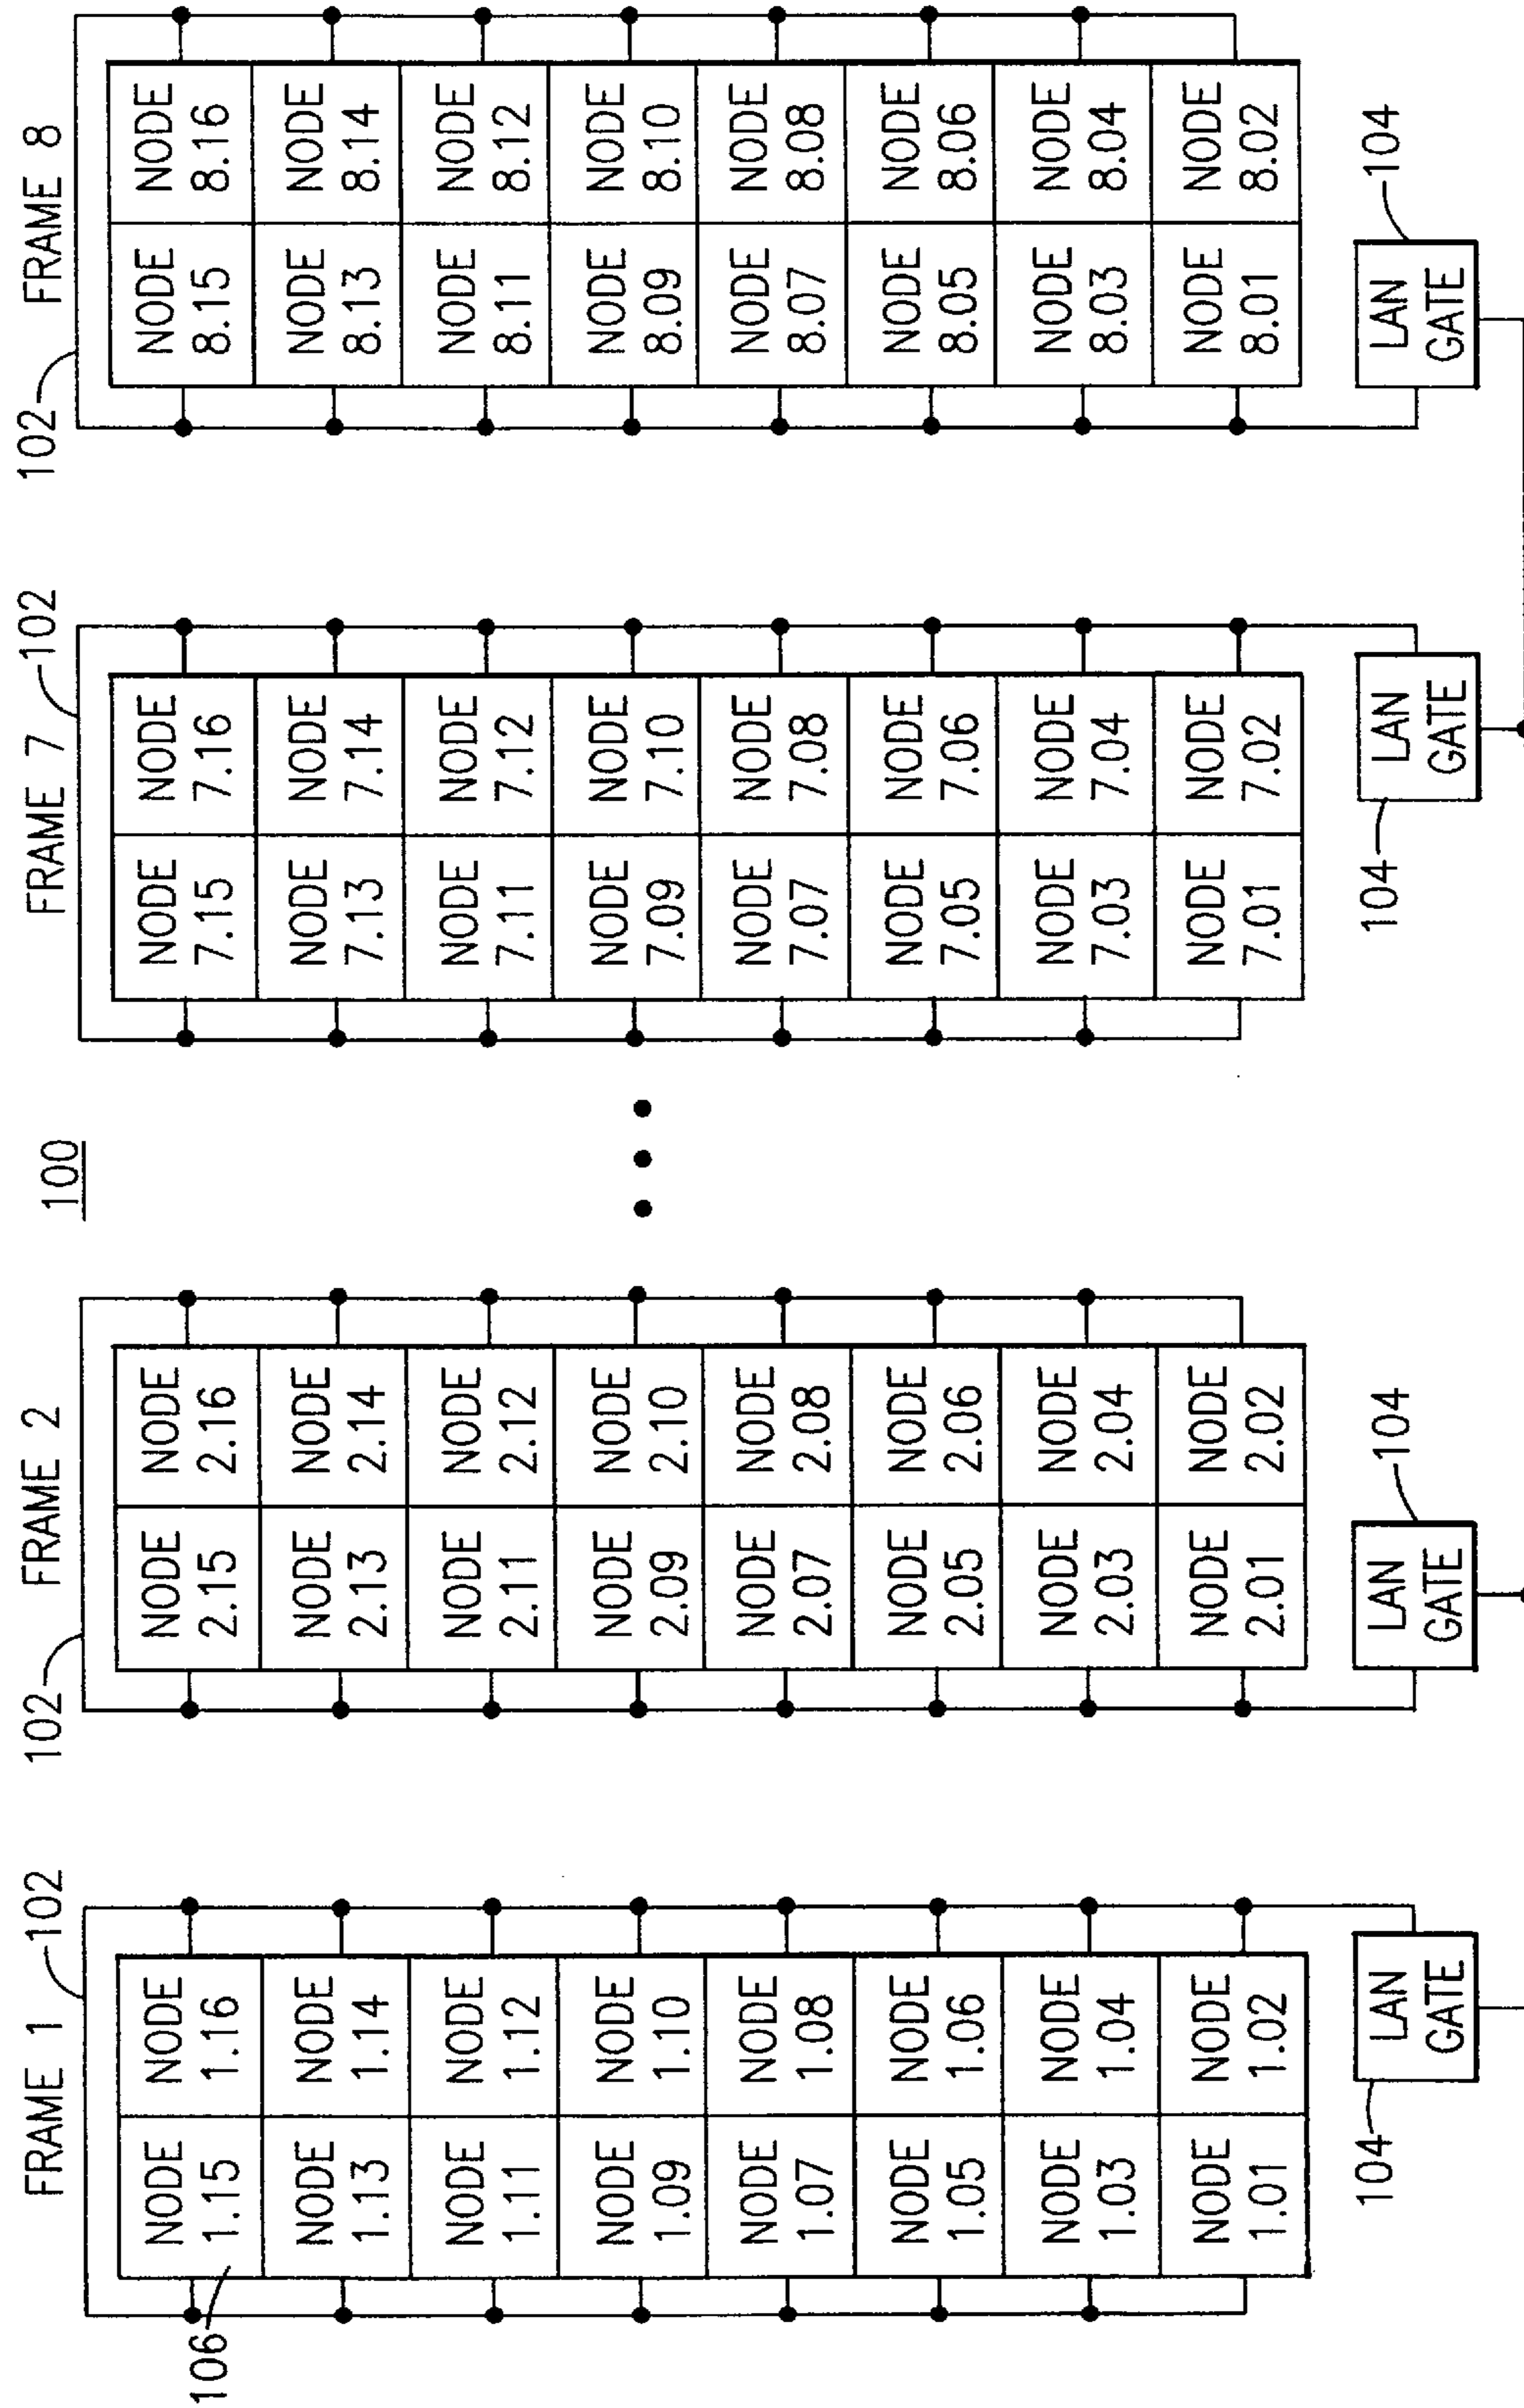 100
FRAME 1
102
NODE 1.15
NODE 1.16
NODE 1.13
NODE 1.14
NODE 1.11
NODE 1.12
NODE 1.09
NODE 1.10
NODE 1.07
NODE 1.08
NODE 1.05
NODE 1.06
NODE 1.03
NODE 1.04
NODE 1.01
NODE 1.02
106
104
LAN
GATE
FRAME 2
102
NODE 2.15
NODE 2.16
NODE 2.13
NODE 2.14
NODE 2.11
NODE 2.12
NODE 2.09
NODE 2.10
NODE 2.07
NODE 2.08
NODE 2.05
NODE 2.06
NODE 2.03
NODE 2.04
NODE 2.01
NODE 2.02
LAN
GATE
104
FRAME 7
102
NODE 7.15
NODE 7.16
NODE 7.13
NODE 7.14
NODE 7.11
NODE 7.12
NODE 7.09
NODE 7.10
NODE 7.07
NODE 7.08
NODE 7.05
NODE 7.06
NODE 7.03
NODE 7.04
NODE 7.01
NODE 7.02
104
LAN
GATE
102
FRAME 8
NODE 8.15
NODE 8.16
NODE 8.13
NODE 8.14
NODE 8.11
NODE 8.12
NODE 8.09
NODE 8.10
NODE 8.07
NODE 8.08
NODE 8.05
NODE 8.06
NODE 8.03
NODE 8.04
NODE 8.01
NODE 8.02
LAN
GATE
104